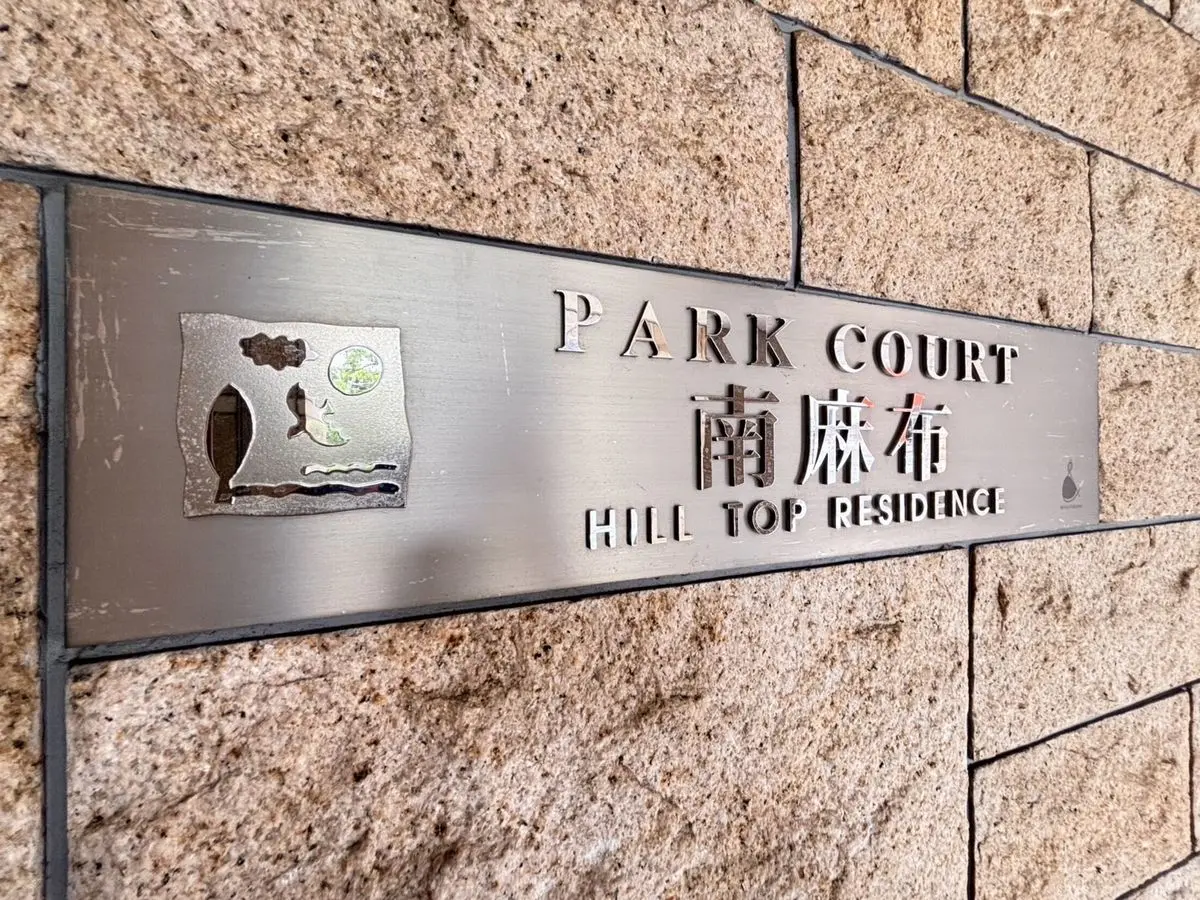 PARK COURT
南麻布
HILL TOP RESIDENCE